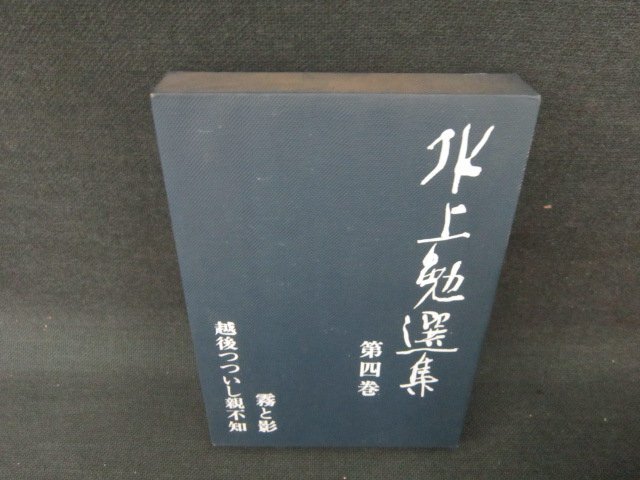 水上勉選集
第四巻
霧と影
越後つついし親不知